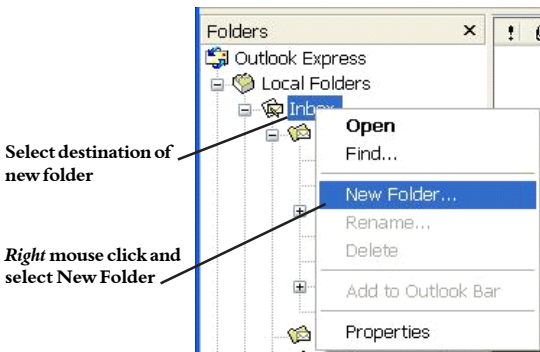 Folders
Outlook Express
Local Folders
Inbox
Open
Find...
New Folder...
Rename...
Delete
Add to Outlook Bar
Properties
Select destination of
new folder
Right mouse click and
select New Folder